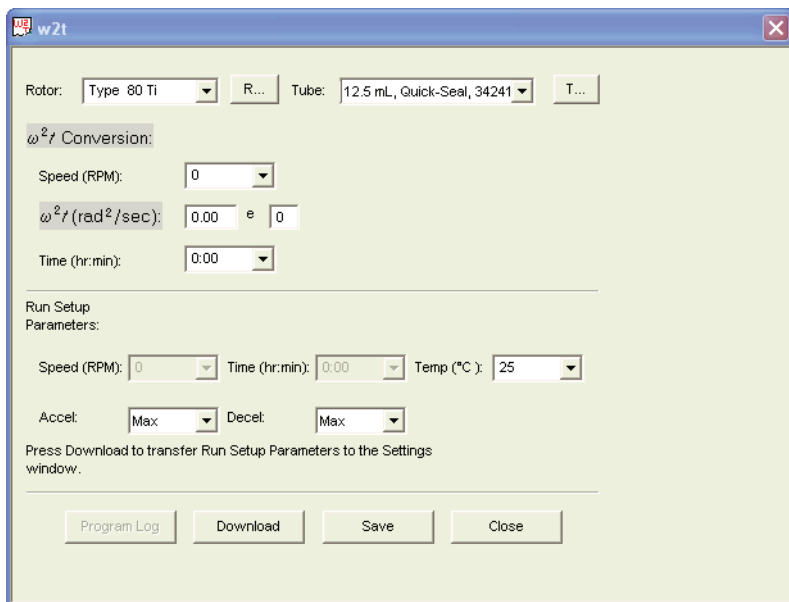 w2t
Rotor: Type 80 Ti R... Tube: 12.5 mL, Quick-Seal, 34241 T...
ω²t Conversion:
Speed (RPM): 0
ω²t (rad²/sec): 0.00 e 0
Time (hr:min): 0:00
Run Setup
Parameters:
Speed (RPM): 0 Time (hr:min): 0:00 Temp (°C ): 25
Accel: Max Decel: Max
Press Download to transfer Run Setup Parameters to the Settings
window.
Program Log Download Save Close